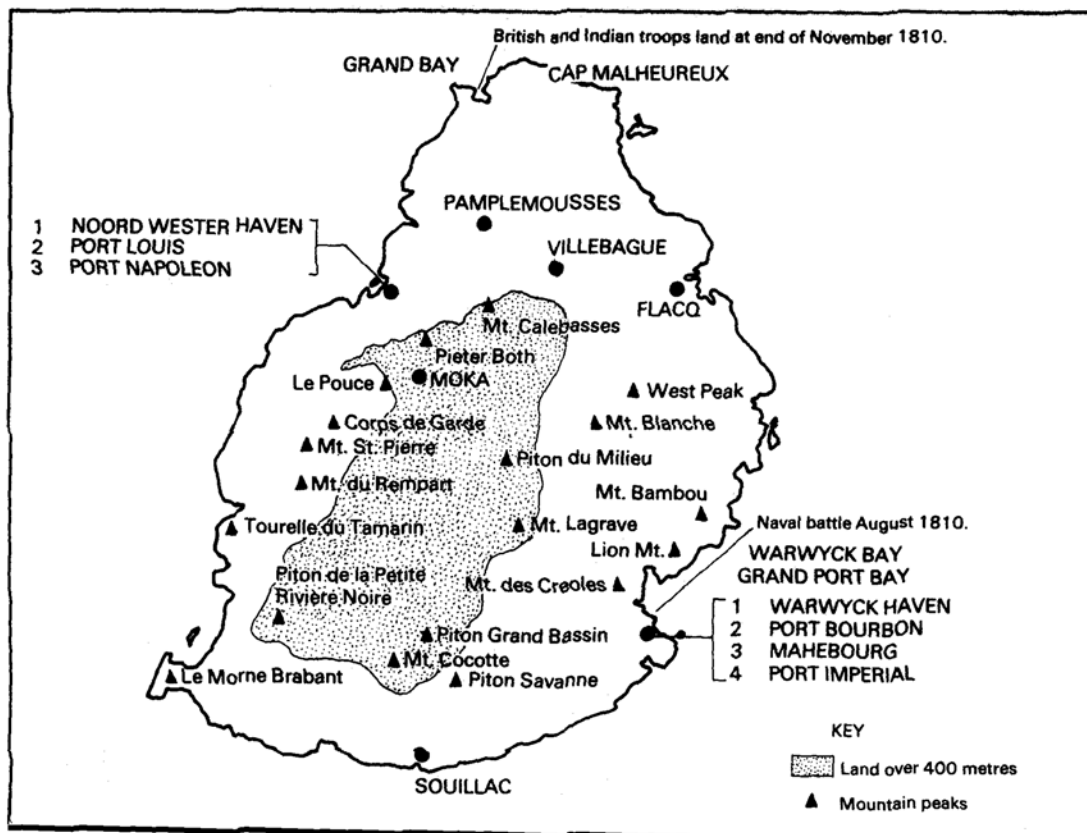 British and Indian troops land at end of November 1810.
GRAND BAY
CAP MALHEUREUX
PAMPLEMOUSSES
1 NOORD WESTER HAVEN
2 PORT LOUIS
3 PORT NAPOLEON
VILLEBAGUE
FLACQ
Mt. Calebasses
Pieter Both
Le Pouce
MOKA
West Peak
Corps de Garde
Mt. Blanche
Mt. St. Pierre
Piton du Milieu
Mt. du Rempart
Mt. Bambou
Tourelle du Tamarin
Mt. Lagrave
Naval battle August 1810.
Lion Mt.
WARWYCK BAY
GRAND PORT BAY
Piton de la Petite
Rivière Noire
Mt. des Creoles
1 WARWYCK HAVEN
2 PORT BOURBON
3 MAHEBOURG
4 PORT IMPERIAL
Piton Grand Bassin
Mt. Cocotte
Le Morne Brabant
Piton Savanne
SOUILLAC
KEY
Land over 400 metres
Mountain peaks